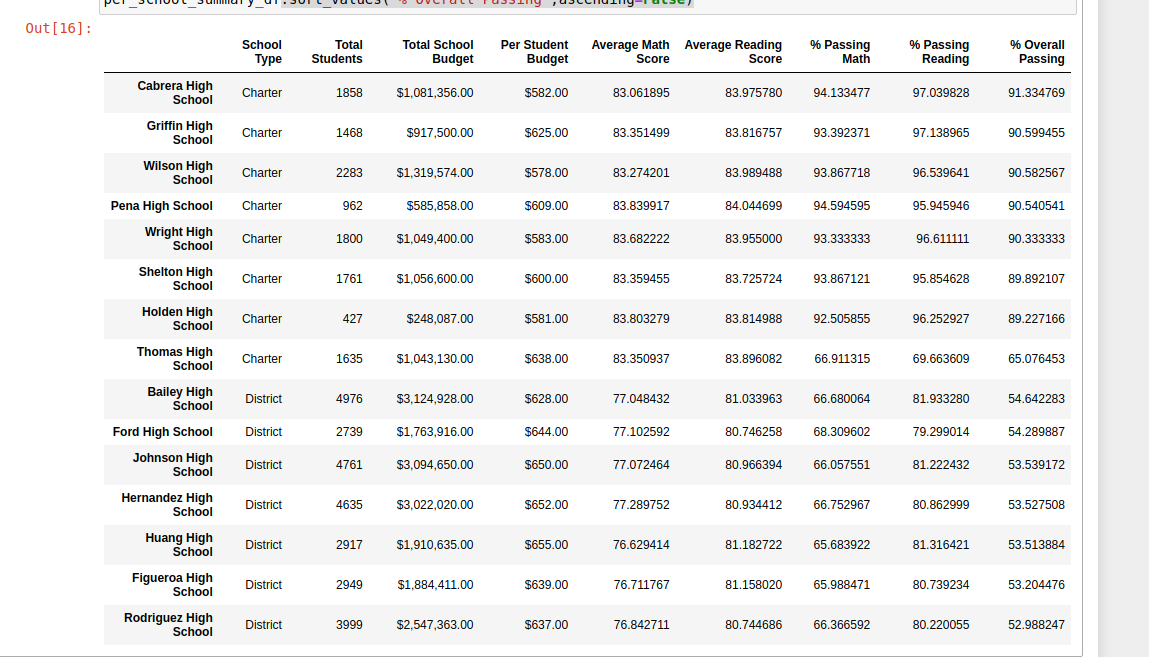 per_school_summary_df.sort_values("% Overall Passing",ascending=False)
Out[16]:
School Type Total Students Total School Budget Per Student Budget Average Math Score Average Reading Score % Passing Math % Passing Reading % Overall Passing
Cabrera High School Charter 1858 $1,081,356.00 $582.00 83.061895 83.975780 94.133477 97.039828 91.334769
Griffin High School Charter 1468 $917,500.00 $625.00 83.351499 83.816757 93.392371 97.138965 90.599455
Wilson High School Charter 2283 $1,319,574.00 $578.00 83.274201 83.989488 93.867718 96.539641 90.582567
Pena High School Charter 962 $585,858.00 $609.00 83.839917 84.044699 94.594595 95.945946 90.540541
Wright High School Charter 1800 $1,049,400.00 $583.00 83.682222 83.955000 93.333333 96.611111 90.333333
Shelton High School Charter 1761 $1,056,600.00 $600.00 83.359455 83.725724 93.867121 95.854628 89.892107
Holden High School Charter 427 $248,087.00 $581.00 83.803279 83.814988 92.505855 96.252927 89.227166
Thomas High School Charter 1635 $1,043,130.00 $638.00 83.350937 83.896082 66.911315 69.663609 65.076453
Bailey High School District 4976 $3,124,928.00 $628.00 77.048432 81.033963 66.680064 81.933280 54.642283
Ford High School District 2739 $1,763,916.00 $644.00 77.102592 80.746258 68.309602 79.299014 54.289887
Johnson High School District 4761 $3,094,650.00 $650.00 77.072464 80.966394 66.057551 81.222432 53.539172
Hernandez High School District 4635 $3,022,020.00 $652.00 77.289752 80.934412 66.752967 80.862999 53.527508
Huang High School District 2917 $1,910,635.00 $655.00 76.629414 81.182722 65.683922 81.316421 53.513884
Figueroa High School District 2949 $1,884,411.00 $639.00 76.711767 81.158020 65.988471 80.739234 53.204476
Rodriguez High School District 3999 $2,547,363.00 $637.00 76.842711 80.744686 66.366592 80.220055 52.988247